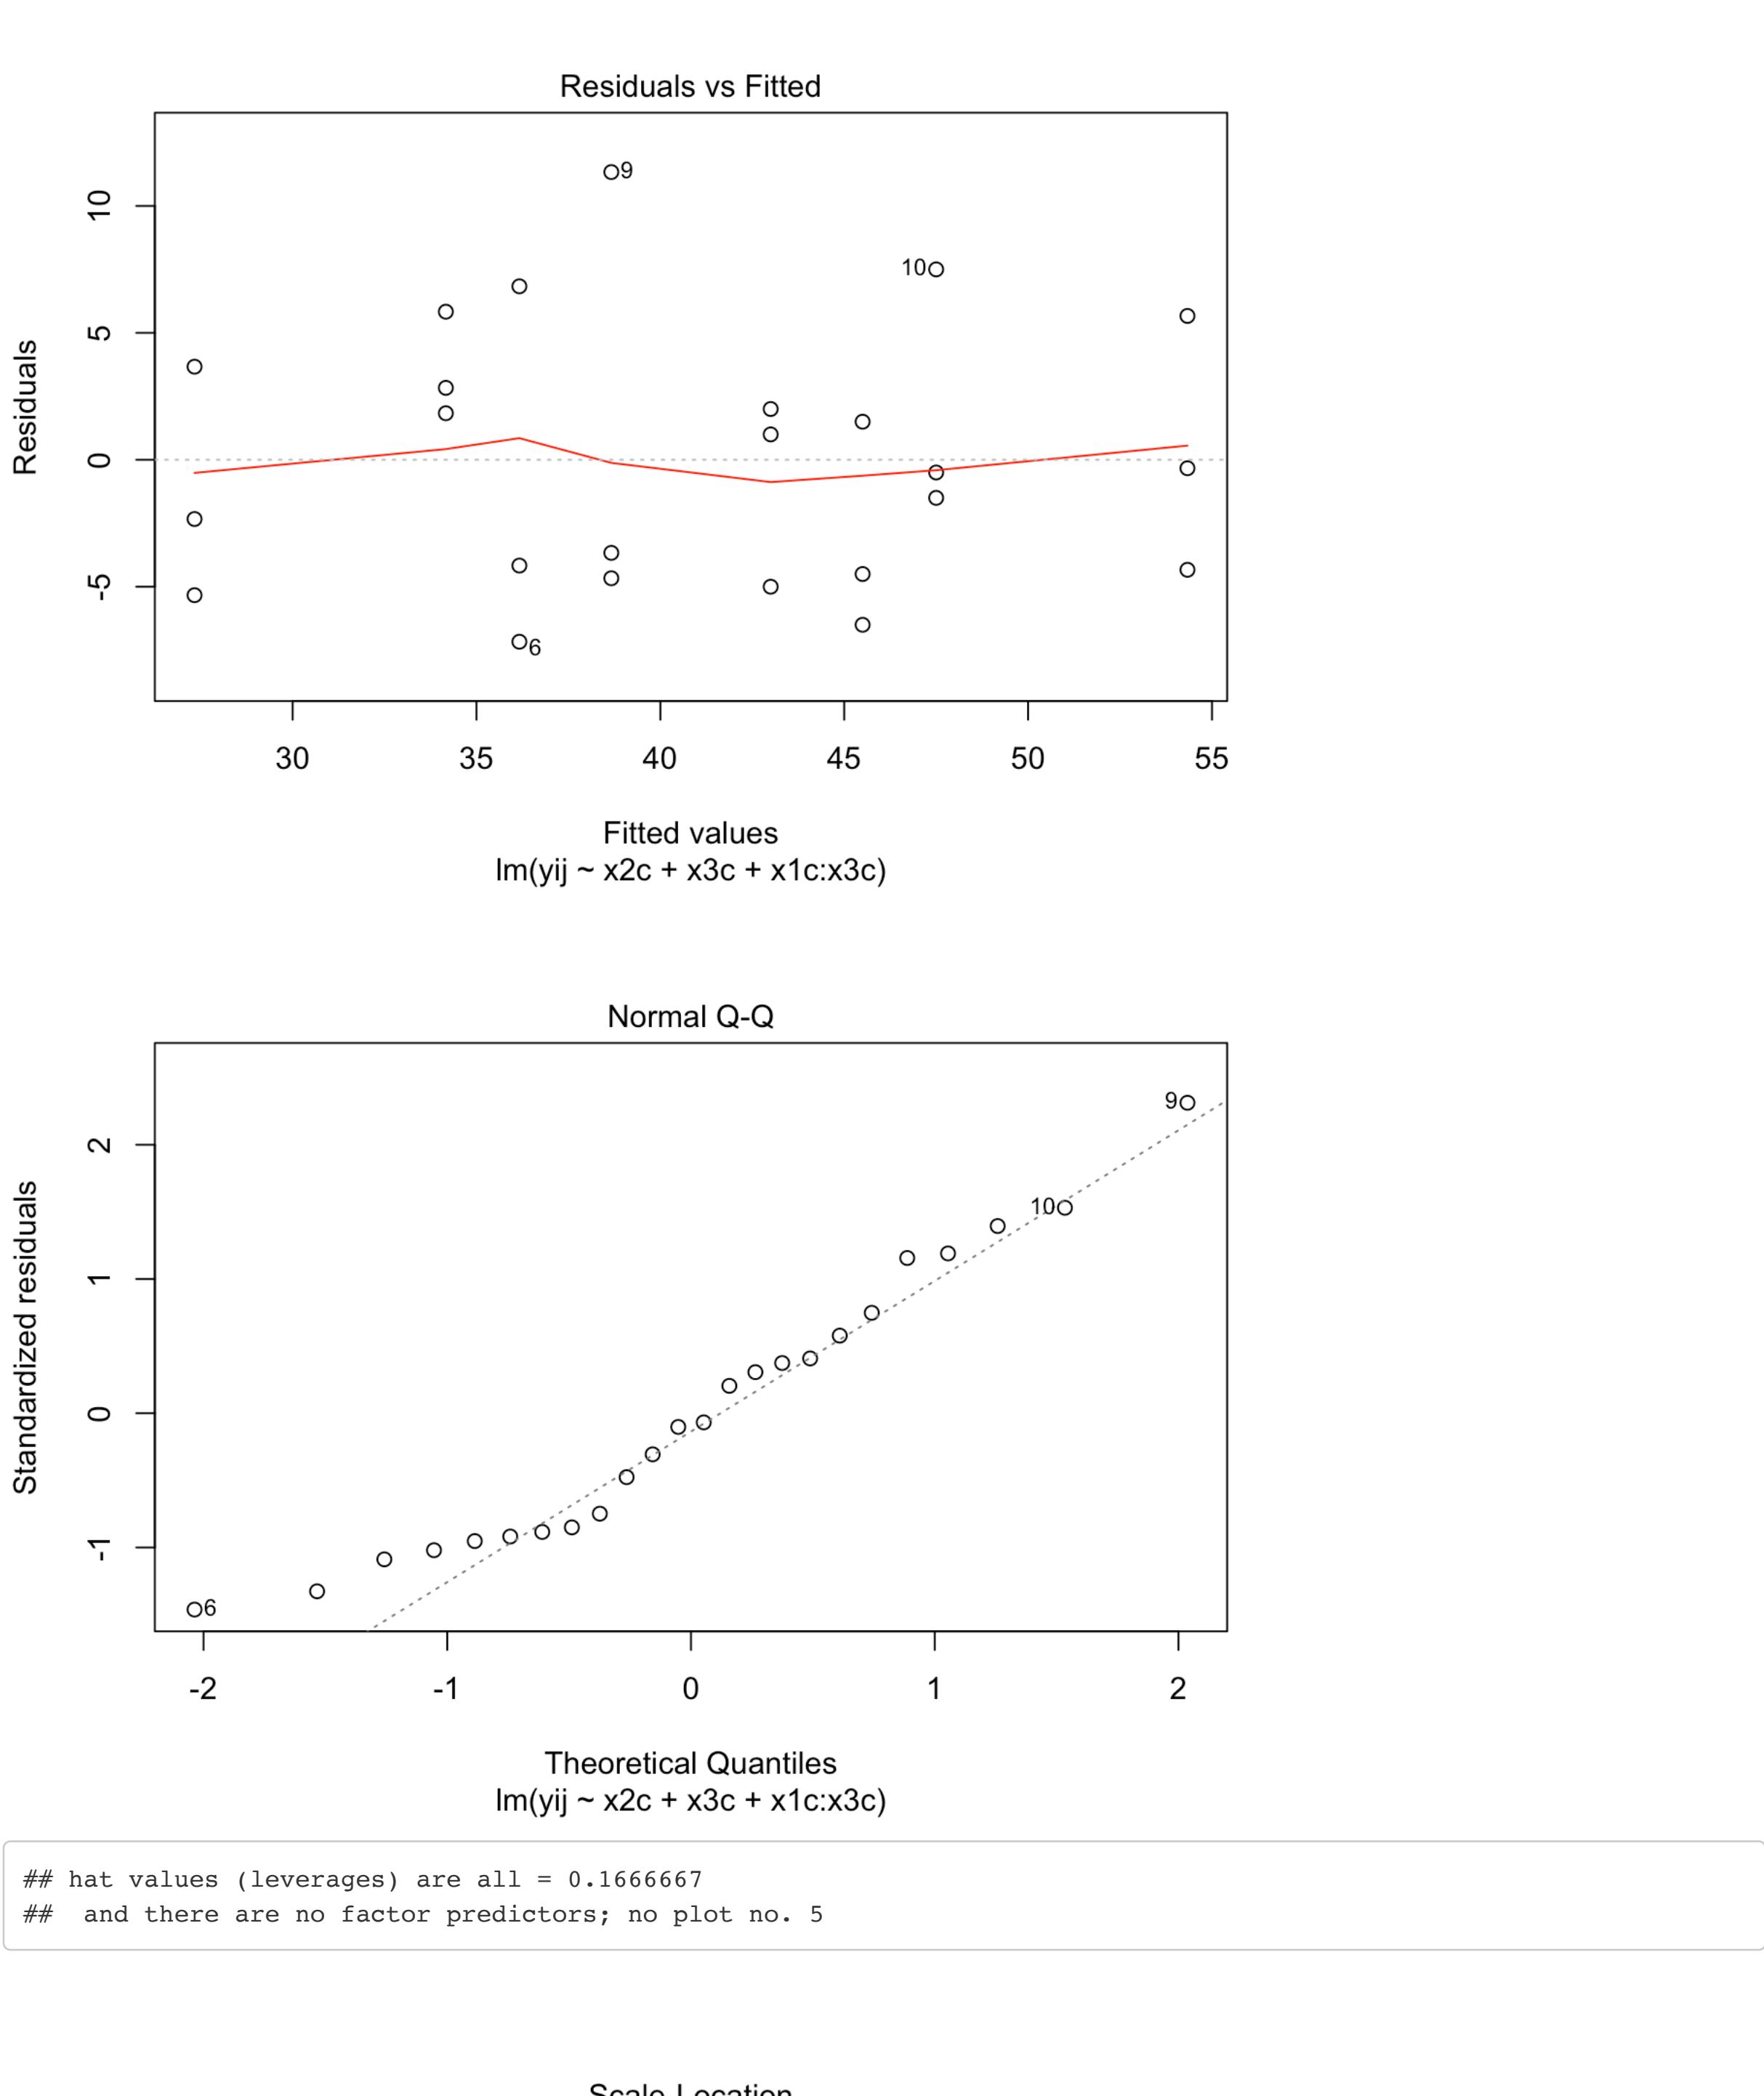 Residuals vs Fitted
10
5
0
-5
Residuals
9
10
6
30 35 40 45 50 55
Fitted values
lm(yij ~ x2c + x3c + x1c:x3c)
Normal Q-Q
2
1
0
-1
Standardized residuals
9
10
6
-2 -1 0 1 2
Theoretical Quantiles
lm(yij ~ x2c + x3c + x1c:x3c)
## hat values (leverages) are all = 0.1666667
##  and there are no factor predictors; no plot no. 5
Scale-Location